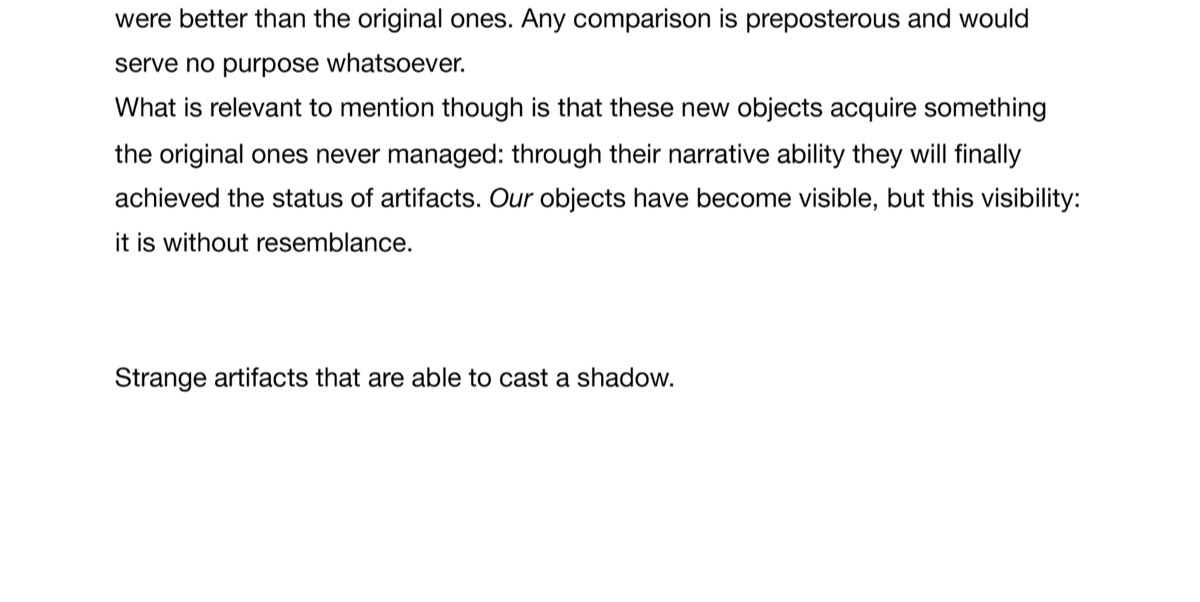 were better than the original ones. Any comparison is preposterous and would
serve no purpose whatsoever.
What is relevant to mention though is that these new objects acquire something
the original ones never managed: through their narrative ability they will finally
achieved the status of artifacts. Our objects have become visible, but this visibility:
it is without resemblance.
Strange artifacts that are able to cast a shadow.